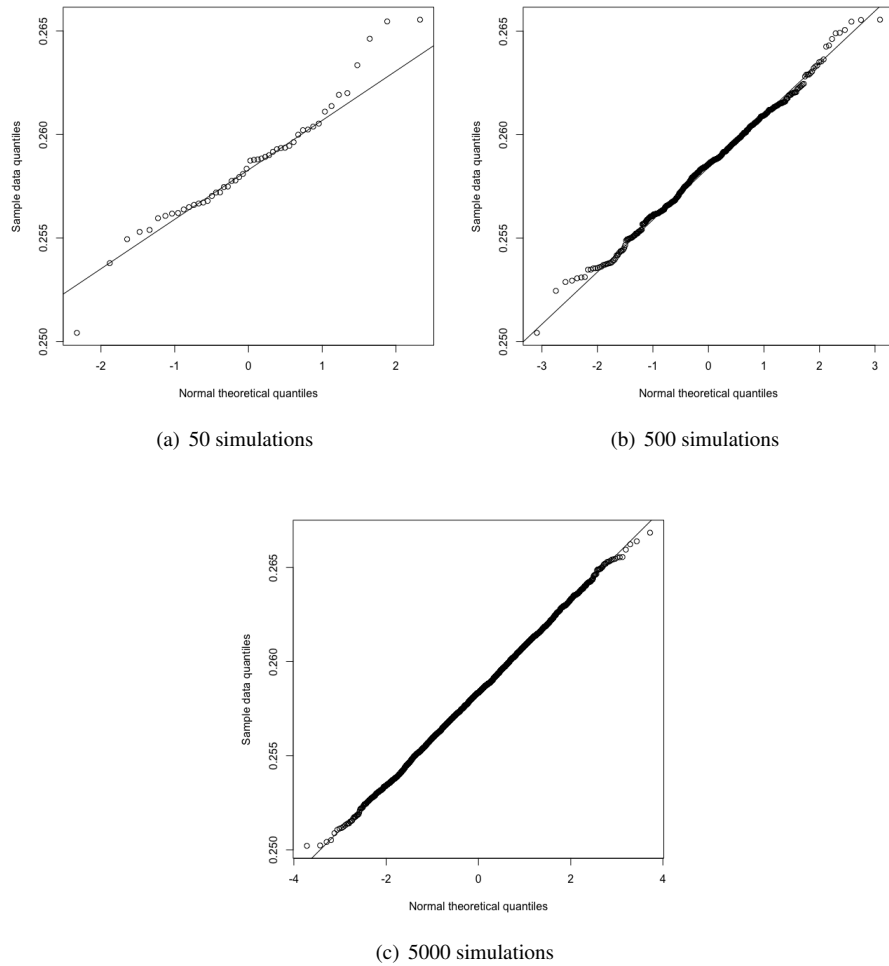 0.250 0.255 0.260 0.265
Sample data quantiles
-2 -1 0 1 2
Normal theoretical quantiles
(a) 50 simulations
0.250 0.255 0.260 0.265
Sample data quantiles
-3 -2 -1 0 1 2 3
Normal theoretical quantiles
(b) 500 simulations
0.250 0.255 0.260 0.265
Sample data quantiles
-4 -2 0 2 4
Normal theoretical quantiles
(c) 5000 simulations